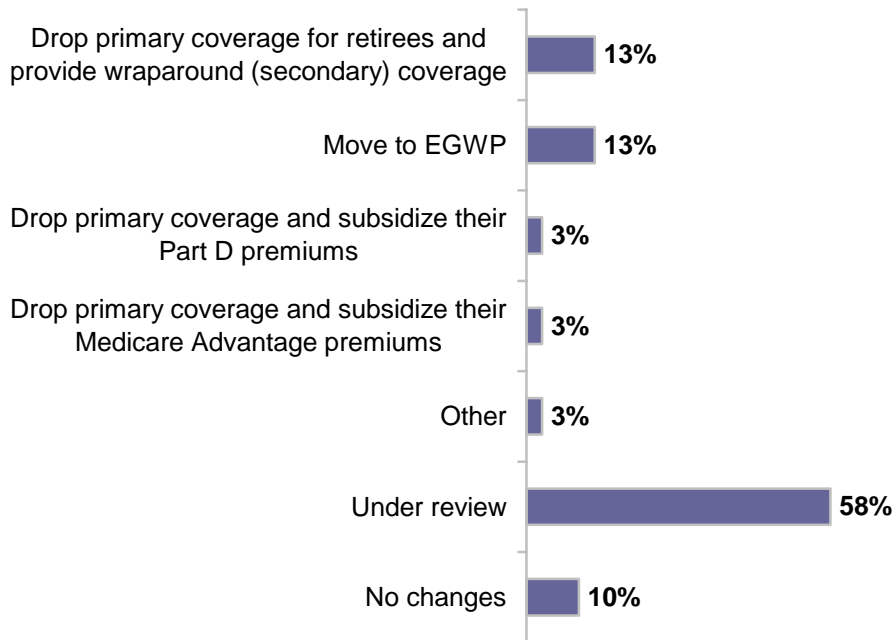 Drop primary coverage for retirees and
provide wraparound (secondary) coverage
13%
Move to EGWP
13%
Drop primary coverage and subsidize their
Part D premiums
3%
Drop primary coverage and subsidize their
Medicare Advantage premiums
3%
Other
3%
Under review
58%
No changes
10%